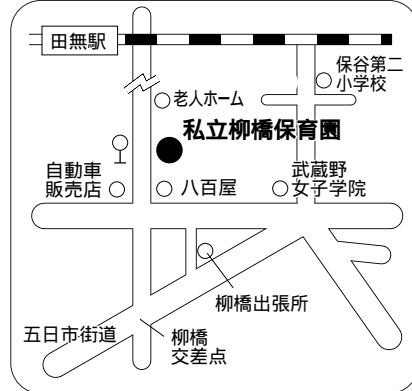 田無駅
保谷第二
小学校
老人ホーム
私立柳橋保育園
自動車
販売店
八百屋
武蔵野
女子学院
柳橋出張所
五日市街道
柳橋
交差点